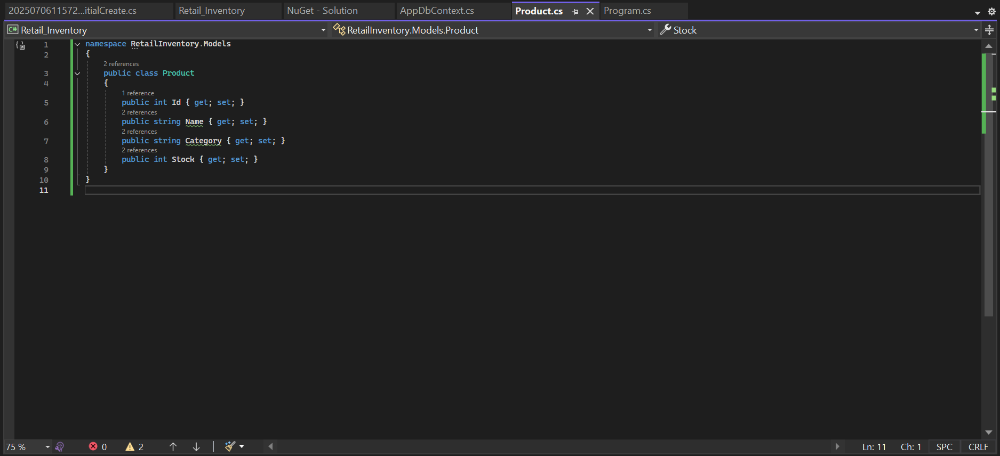 2025070611572...itialCreate.cs Retail_Inventory NuGet - Solution AppDbContext.cs Product.cs Program.cs
C# Retail_Inventory RetailInventory.Models.Product Stock
1 namespace RetailInventory.Models
2 {
2 references
3 public class Product
4 {
1 reference
5 public int Id { get; set; }
2 references
6 public string Name { get; set; }
2 references
7 public string Category { get; set; }
2 references
8 public int Stock { get; set; }
9 }
10 }
11
75 % 0 2 Ln: 11 Ch: 1 SPC CRLF